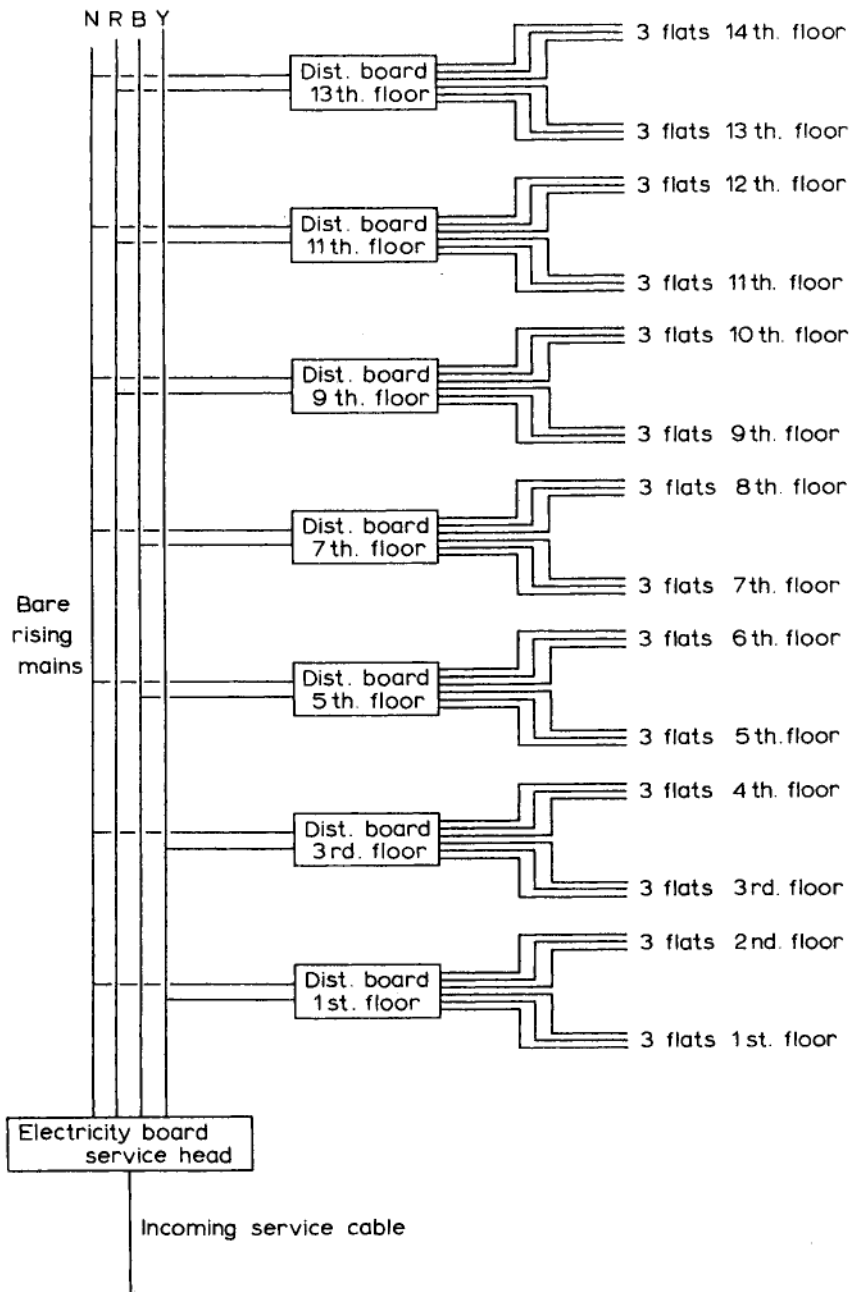 N R B Y
3 flats 14th. floor
Dist. board
13th. floor
3 flats 13th. floor
3 flats 12th. floor
Dist. board
11th. floor
3 flats 11th. floor
3 flats 10th. floor
Dist. board
9th. floor
3 flats 9th. floor
3 flats 8th. floor
Dist. board
7th. floor
3 flats 7th. floor
Bare
rising
mains
3 flats 6th. floor
Dist. board
5th. floor
3 flats 5th. floor
3 flats 4th. floor
Dist. board
3rd. floor
3 flats 3rd. floor
3 flats 2nd. floor
Dist. board
1st. floor
3 flats 1st. floor
Electricity board
service head
Incoming service cable